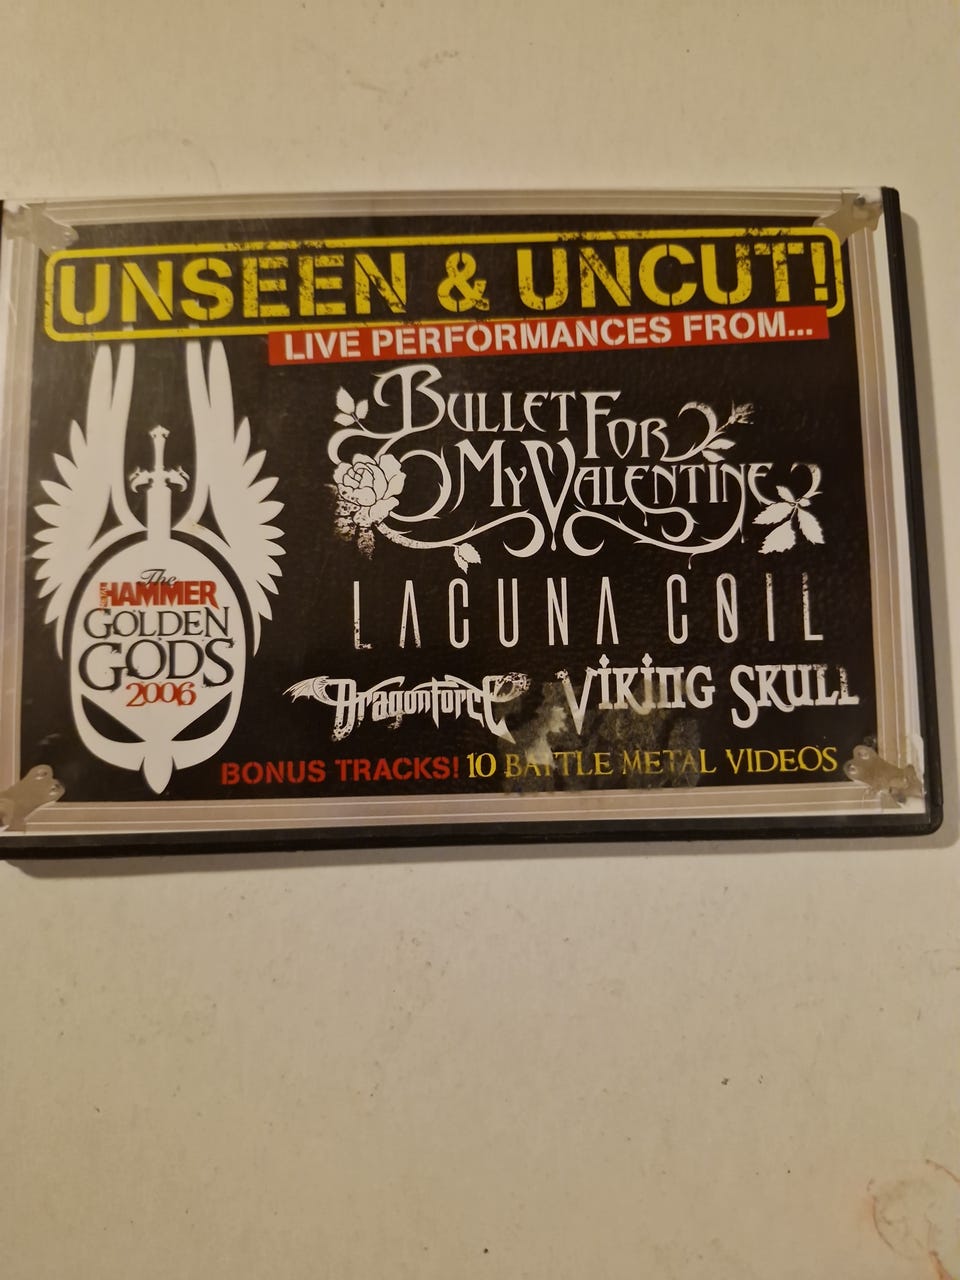 UNSEEN & UNCUT!
LIVE PERFORMANCES FROM...
BULLET FOR
MY VALENTINE
LACUNA COIL
DRAGONFORCE
VIKING SKULL
The
METAL HAMMER
GOLDEN
GODS
2006
BONUS TRACKS! 10 BATTLE METAL VIDEOS